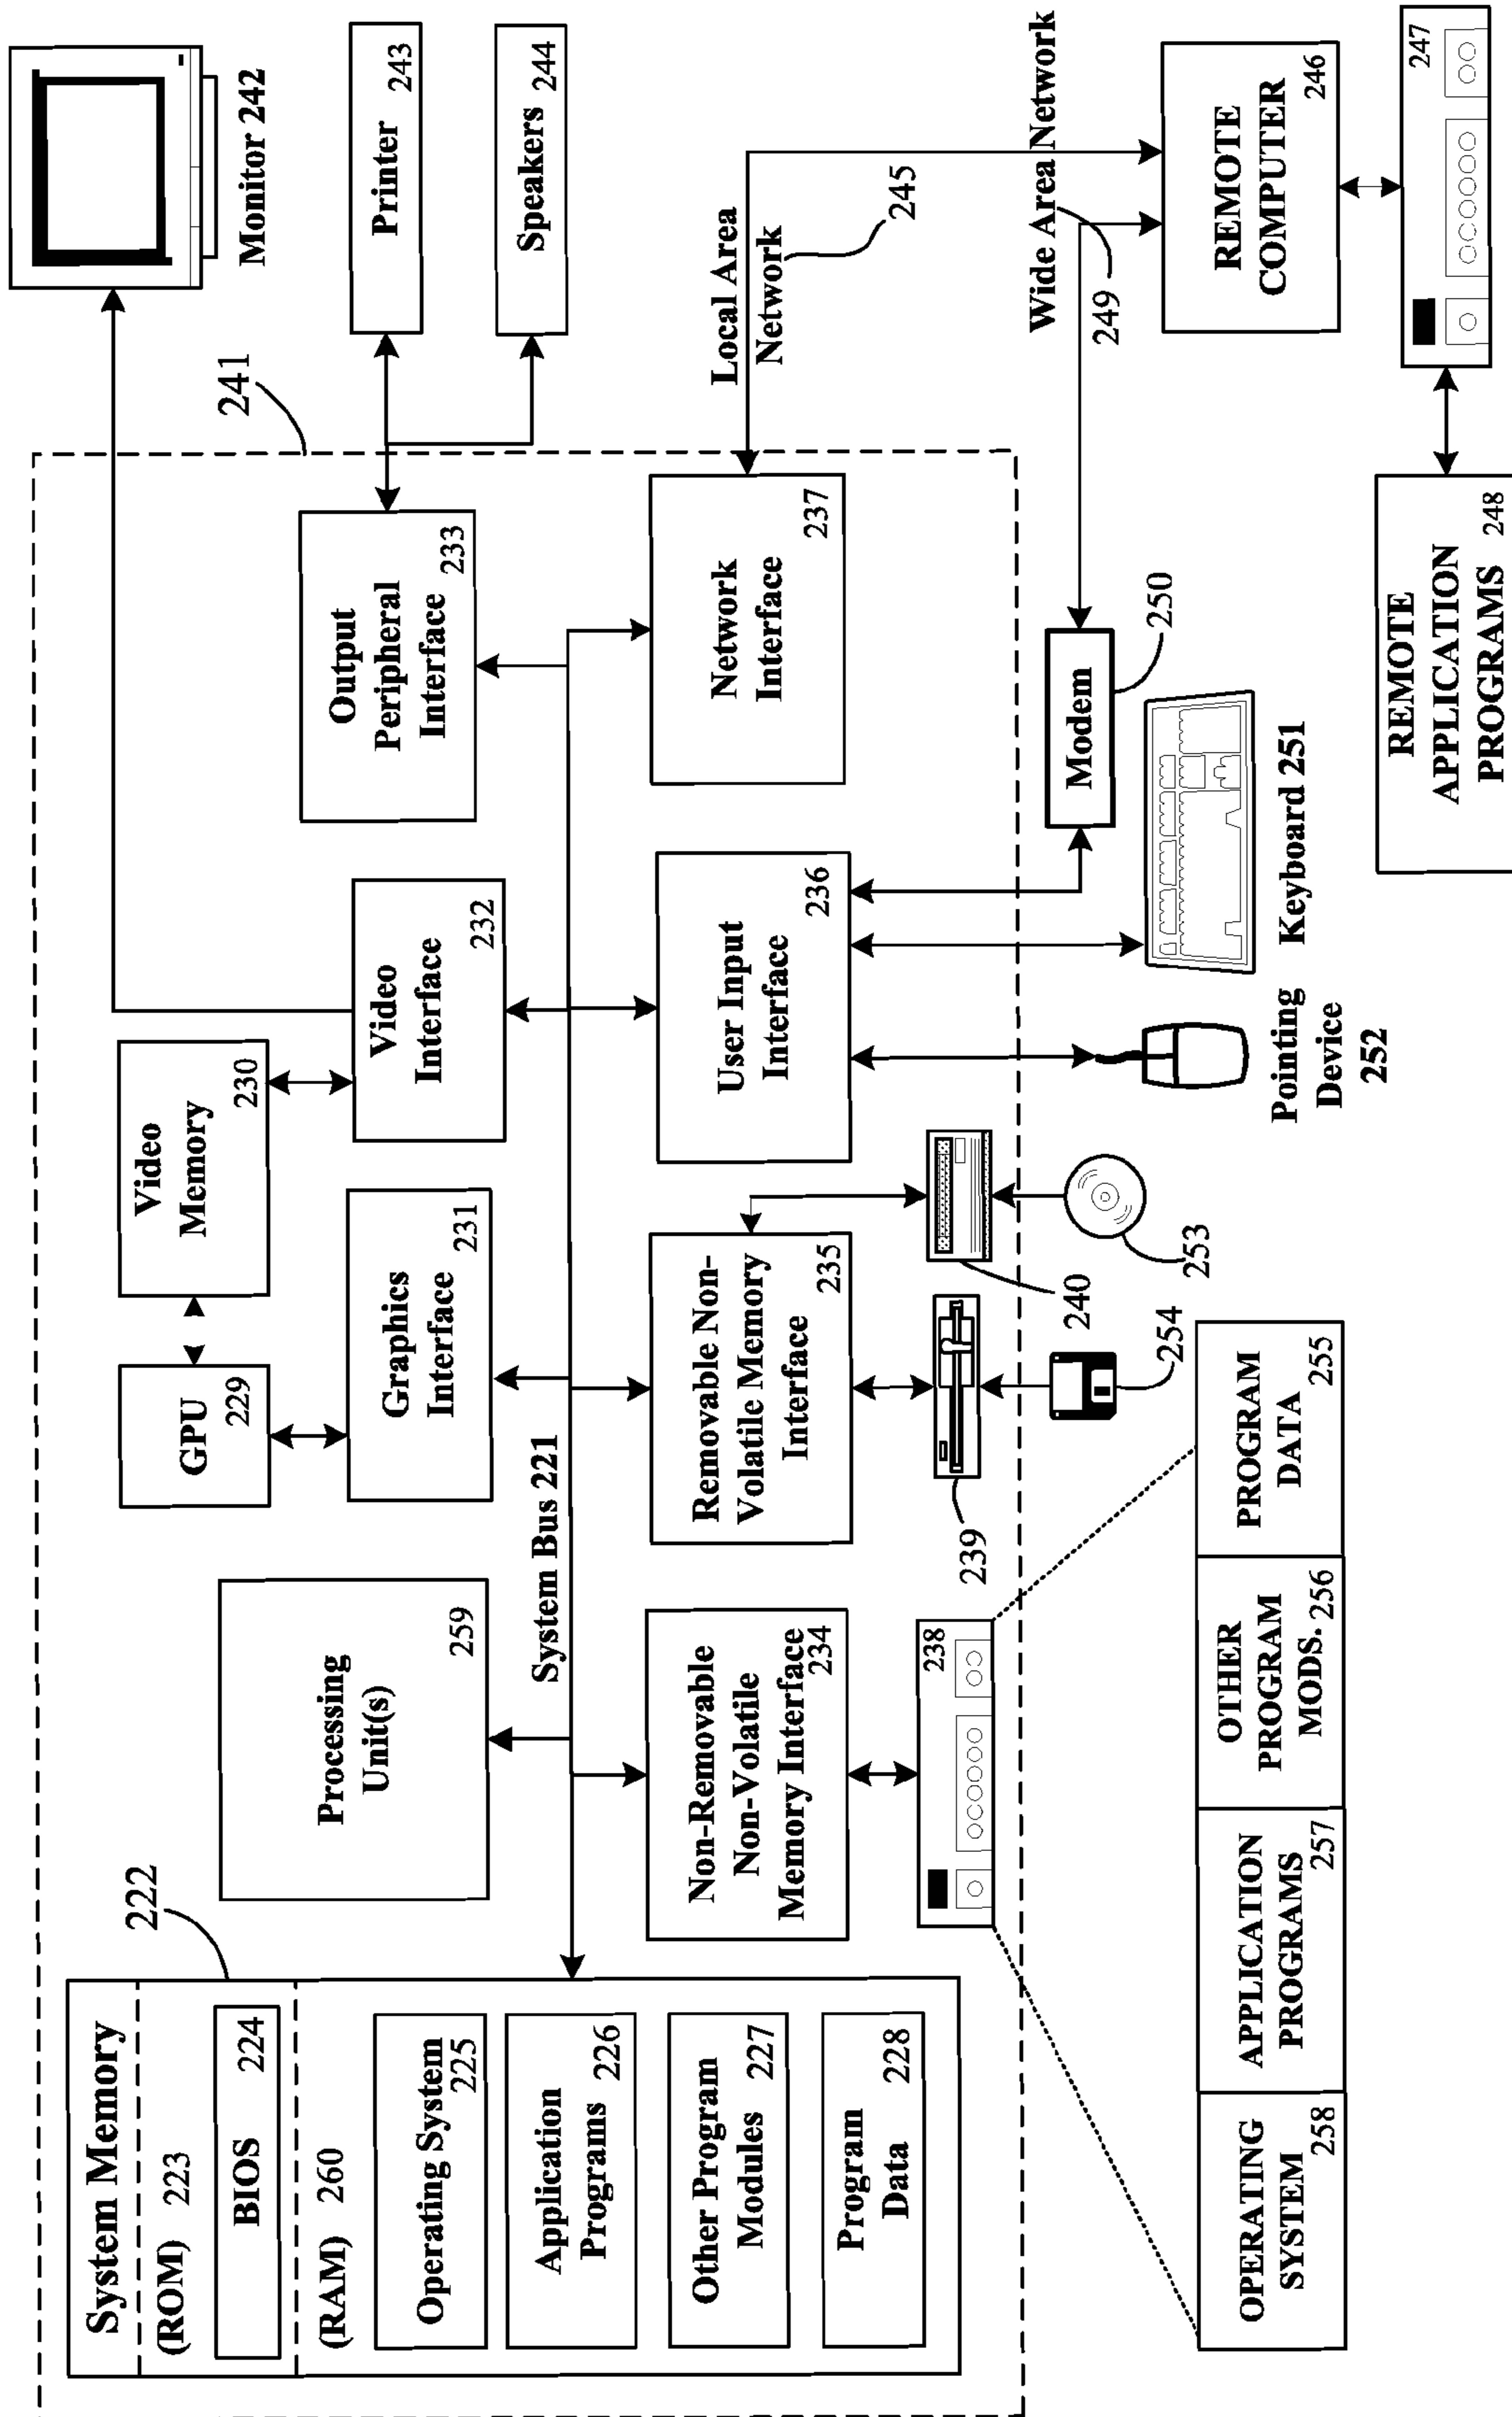 System Memory
(ROM) 223
BIOS 224
(RAM) 260
Operating System
225
Application
Programs 226
Other Program
Modules 227
Program
Data 228
222
Processing
Unit(s)
259
GPU
229
Video
Memory
230
241
Monitor 242
Graphics
Interface
231
Video
Interface
232
Output
Peripheral
Interface
233
Printer
243
Speakers
244
System Bus 221
Non-Removable
Non-Volatile
Memory Interface
234
Removable Non-
Volatile Memory
Interface
235
User Input
Interface
236
Network
Interface
237
Local Area
Network
245
238
239
240
254
253
Pointing
Device
252
Keyboard 251
Modem
250
Wide Area Network
249
REMOTE
COMPUTER
246
247
OPERATING
SYSTEM
258
APPLICATION
PROGRAMS
257
OTHER
PROGRAM
MODS. 256
PROGRAM
DATA
255
REMOTE
APPLICATION
PROGRAMS 248